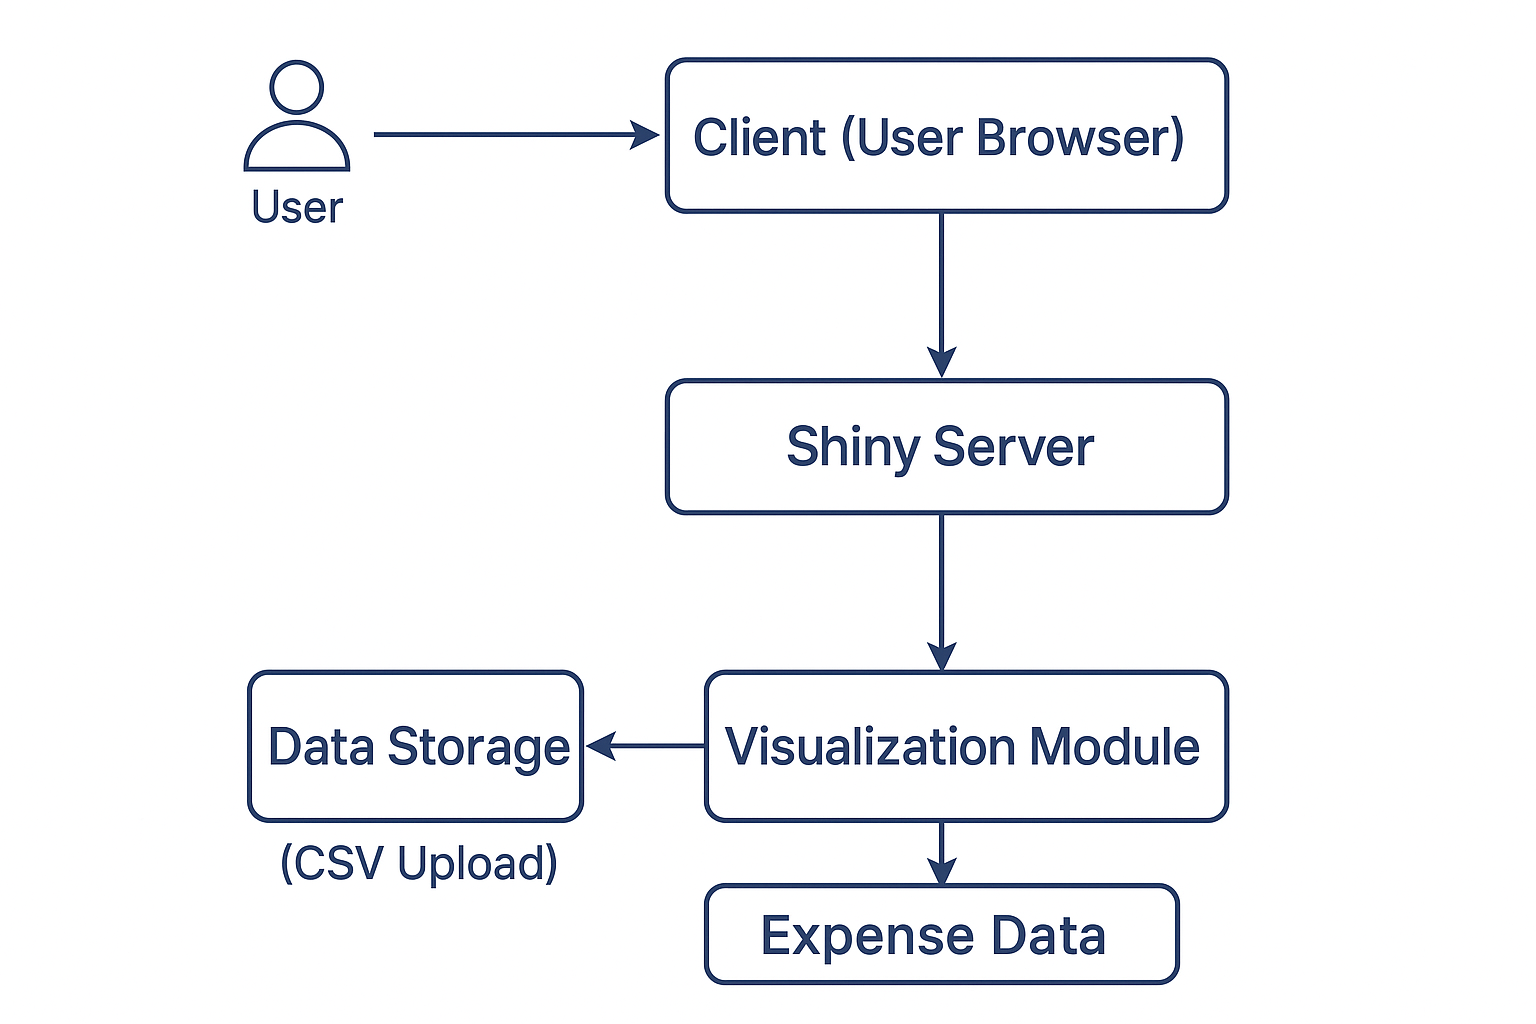 User
Client (User Browser)
Shiny Server
Data Storage
(CSV Upload)
Visualization Module
Expense Data